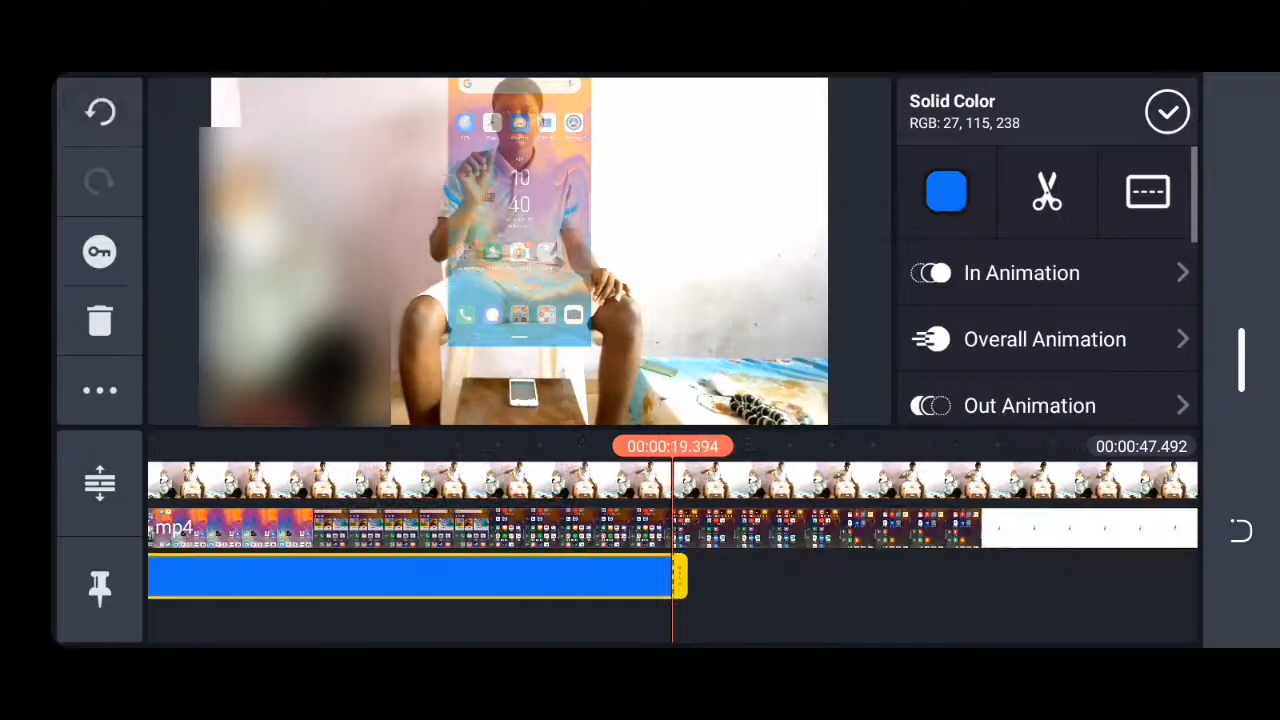 Solid Color
RGB: 27, 115, 238
In Animation
Overall Animation
Out Animation
10
40
00:00:19.394
00:00:47.492
mp4